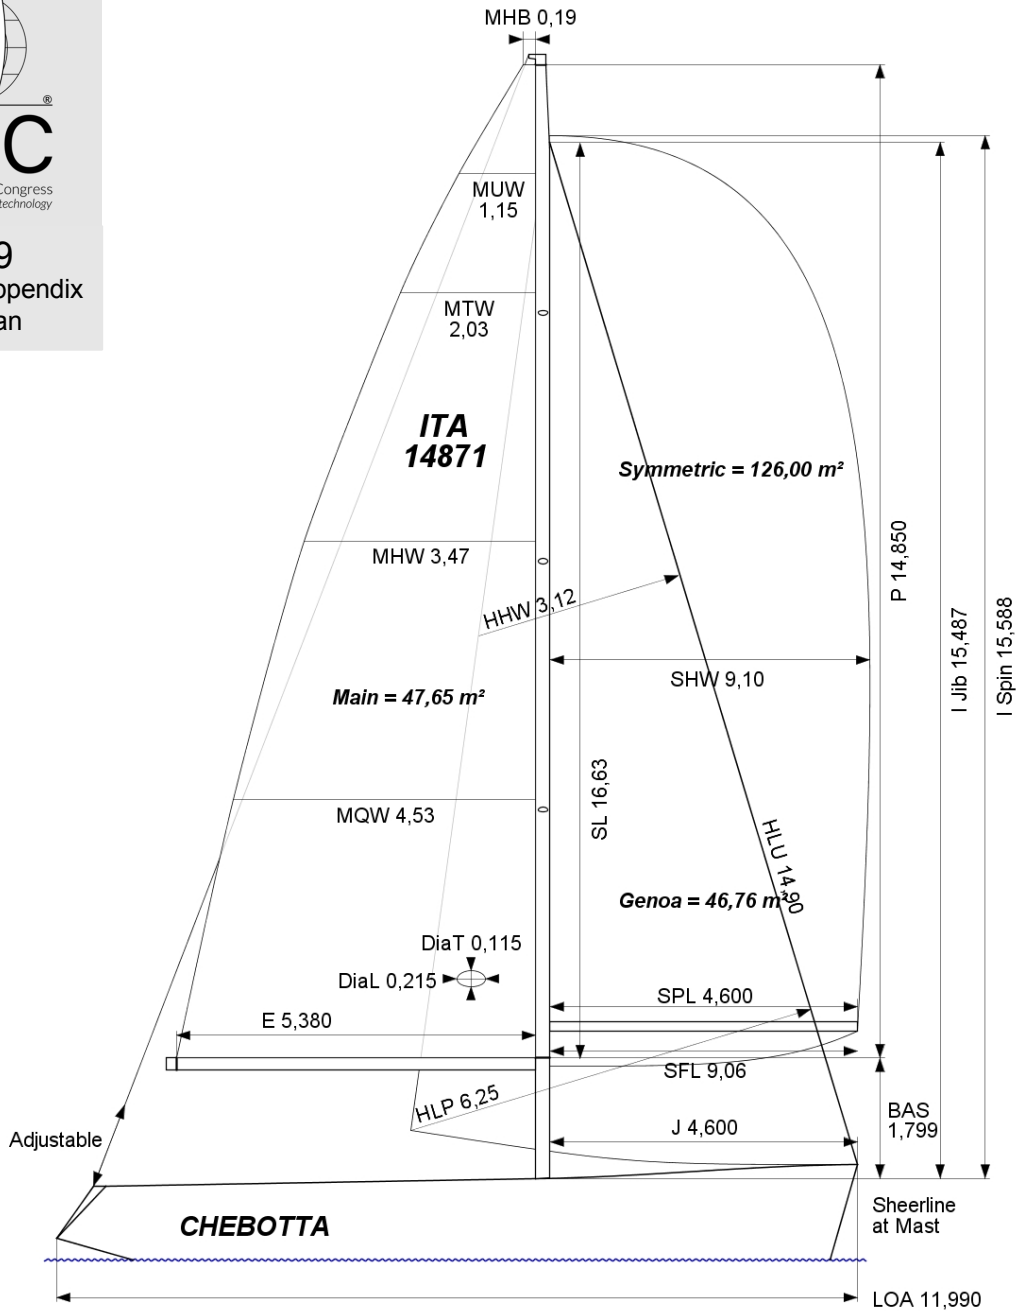 MHB 0,19
®
C
Congress
technology
9
ppendix
an
MUW
1,15
MTW
2,03
ITA
14871
Symmetric = 126,00 m²
MHW 3,47
HHW 3,12
P 14,850
I Jib 15,487
I Spin 15,588
SHW 9,10
Main = 47,65 m²
SL 16,63
MQW 4,53
HLU 14,90
Genoa = 46,76 m²
DiaT 0,115
DiaL 0,215
SPL 4,600
E 5,380
SFL 9,06
HLP 6,25
BAS
1,799
J 4,600
Adjustable
Sheerline
at Mast
CHEBOTTA
LOA 11,990